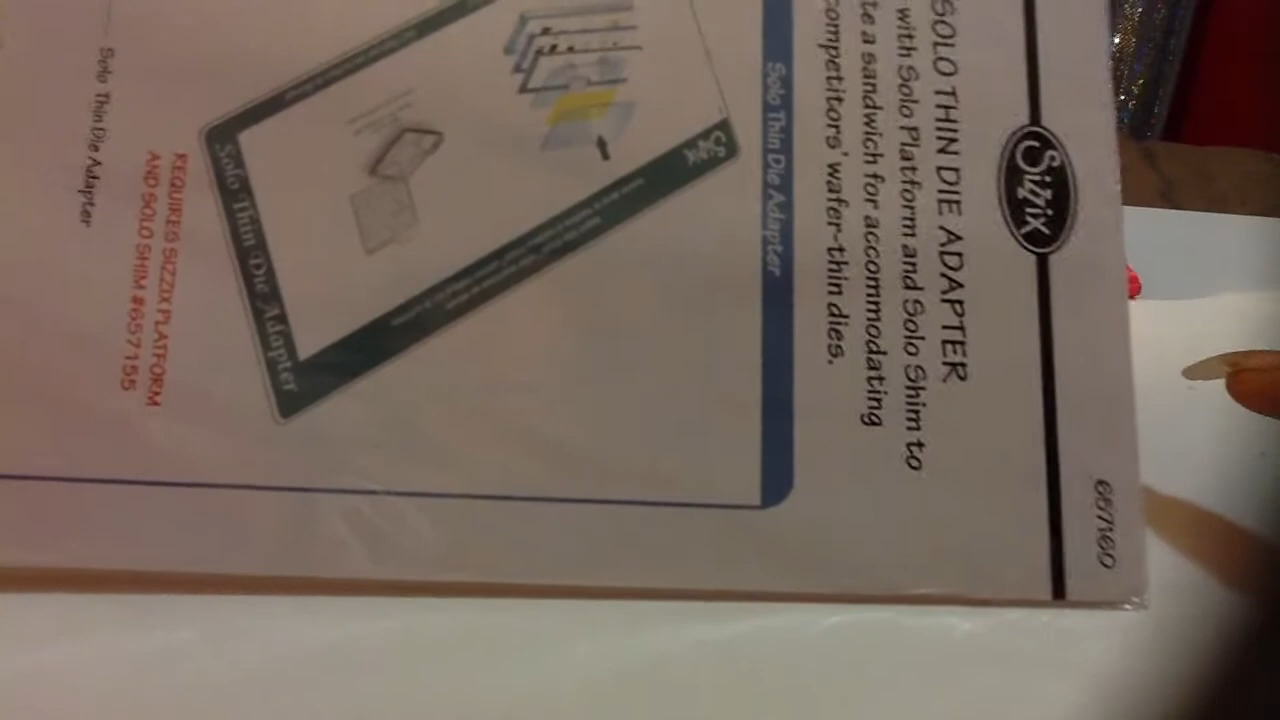 Sizzix
657160
SOLO THIN DIE ADAPTER
with Solo Platform and Solo Shim to
te a sandwich for accommodating
competitors' wafer-thin dies.
Solo Thin Die Adapter
Solo Thin Die Adapter
REQUIRES SIZZIX PLATFORM
AND SOLO SHIM #657155
Solo Thin Die Adapter